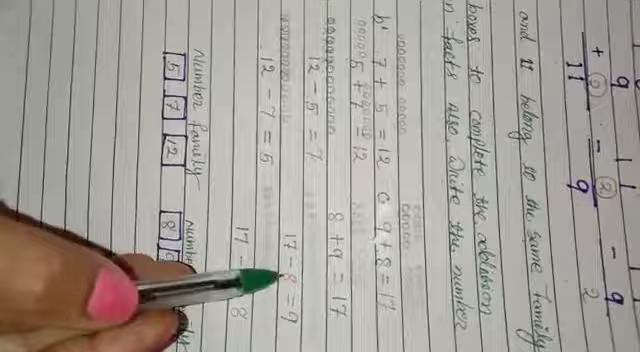 9 11 11
+ 2 - 2 - 9
11 9 2
and 11 belong to the same family
boxes to complete the addition
facts also. Write the number
b' 7 + 5 = 12 c 9 + 8 = 17
5 + 7 = 12 8 + 9 = 17
12 - 5 = 7 17 - 8 = 9
12 - 7 = 5 17 - 8
Number family
5 7 12 8